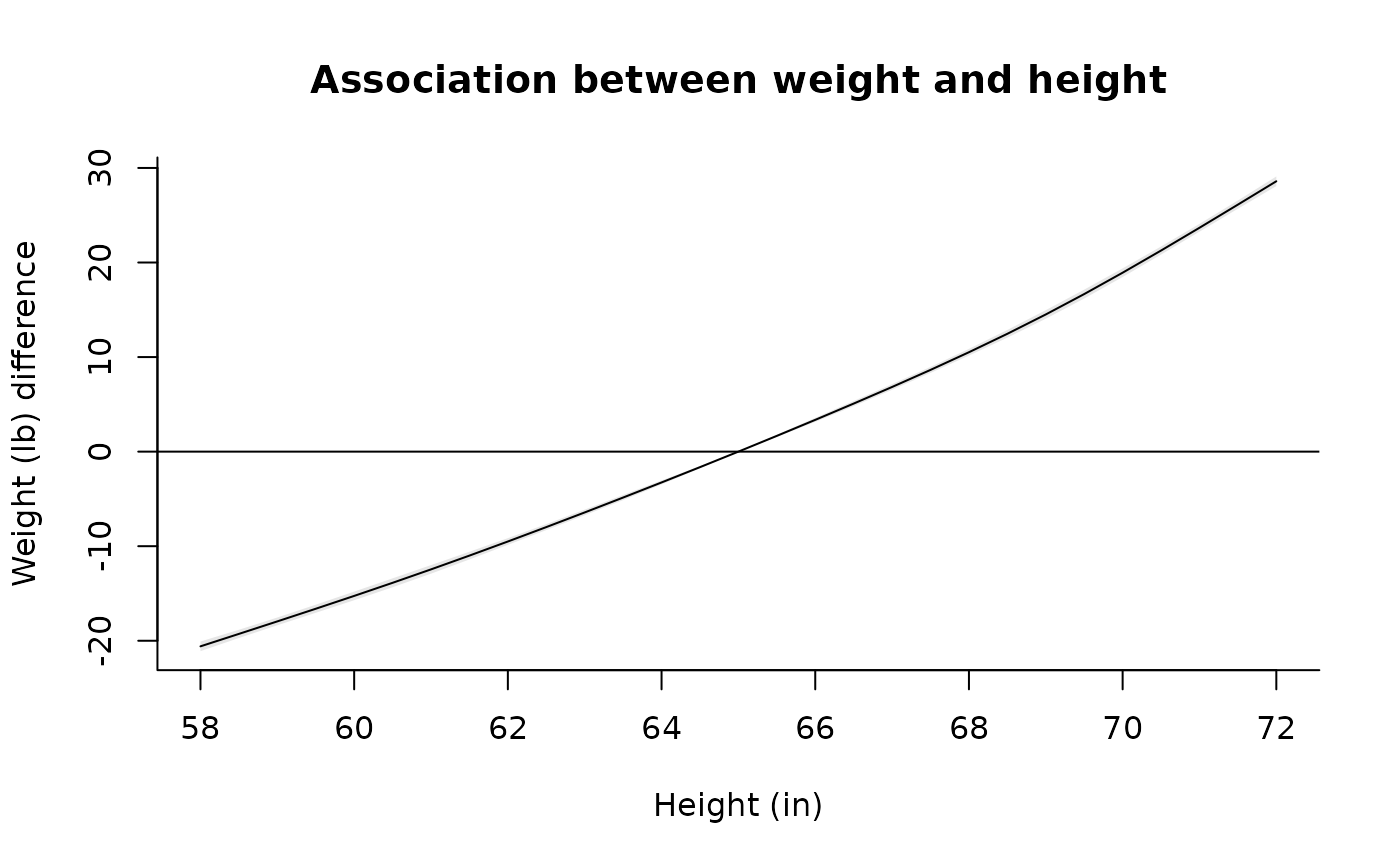 Association between weight and height
Weight (lb) difference
30
20
10
0
-10
-20
58 60 62 64 66 68 70 72
Height (in)